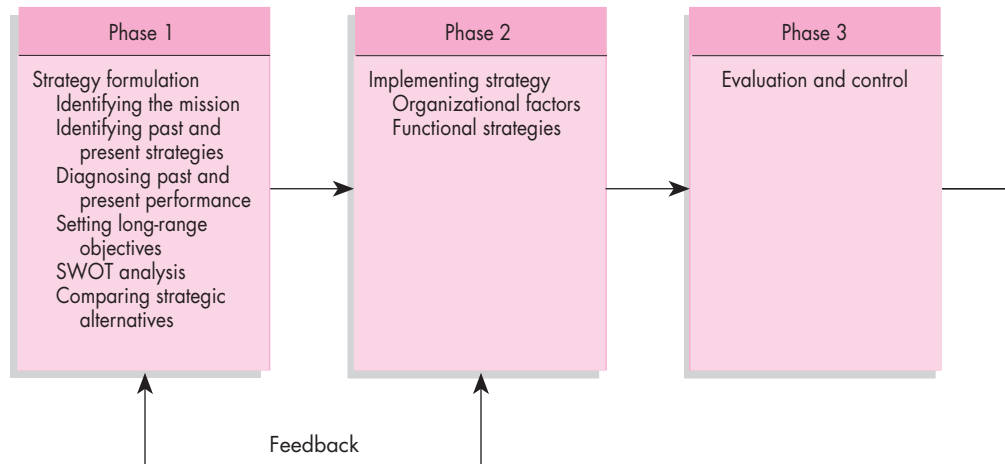 Phase 1
Strategy formulation
Identifying the mission
Identifying past and
present strategies
Diagnosing past and
present performance
Setting long-range
objectives
SWOT analysis
Comparing strategic
alternatives
Phase 2
Implementing strategy
Organizational factors
Functional strategies
Phase 3
Evaluation and control
Feedback